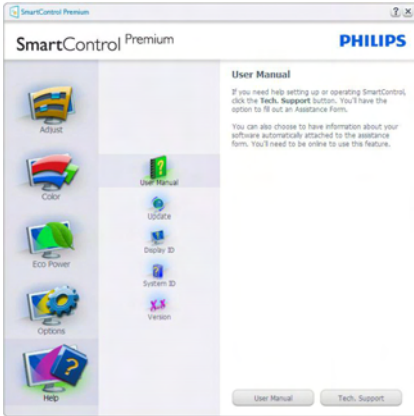 SmartControl Premium
SmartControl Premium
PHILIPS
Adjust
Color
Eco Power
Options
Help
User Manual
Update
Display ID
System ID
Version
User Manual
If you need help setting up or operating SmartControl,
click the Tech. Support button. You'll have the
option to fill out an Assistance Form.
You can also choose to have information about your
software automatically attached to the assistance
form. You'll need to be online to use this feature.
User Manual
Tech. Support